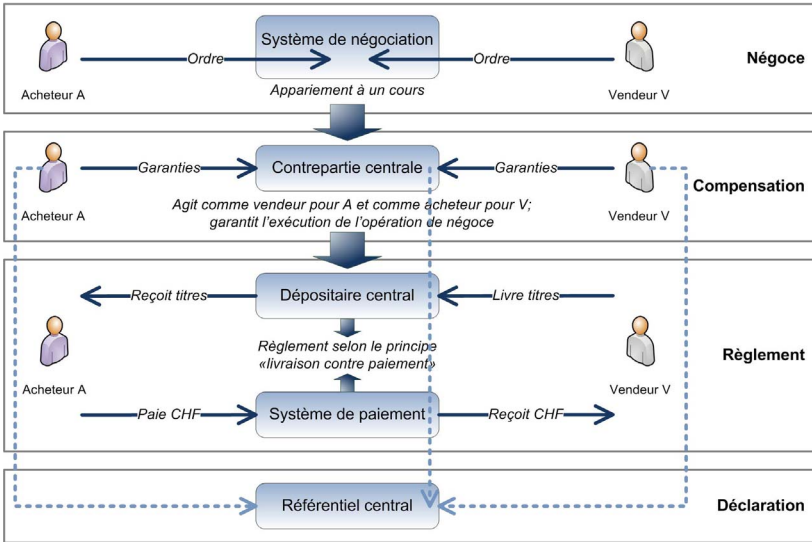 Système de négociation
Ordre
Ordre
Négoce
Acheteur A
Appariement à un cours
Vendeur V
Garanties
Contrepartie centrale
Garanties
Compensation
Acheteur A
Agit comme vendeur pour A et comme acheteur pour V;
garantit l'exécution de l'opération de négoce
Vendeur V
Reçoit titres
Dépositaire central
Livre titres
Règlement selon le principe
«livraison contre paiement»
Règlement
Acheteur A
Vendeur V
Paie CHF
Système de paiement
Reçoit CHF
Référentiel central
Déclaration